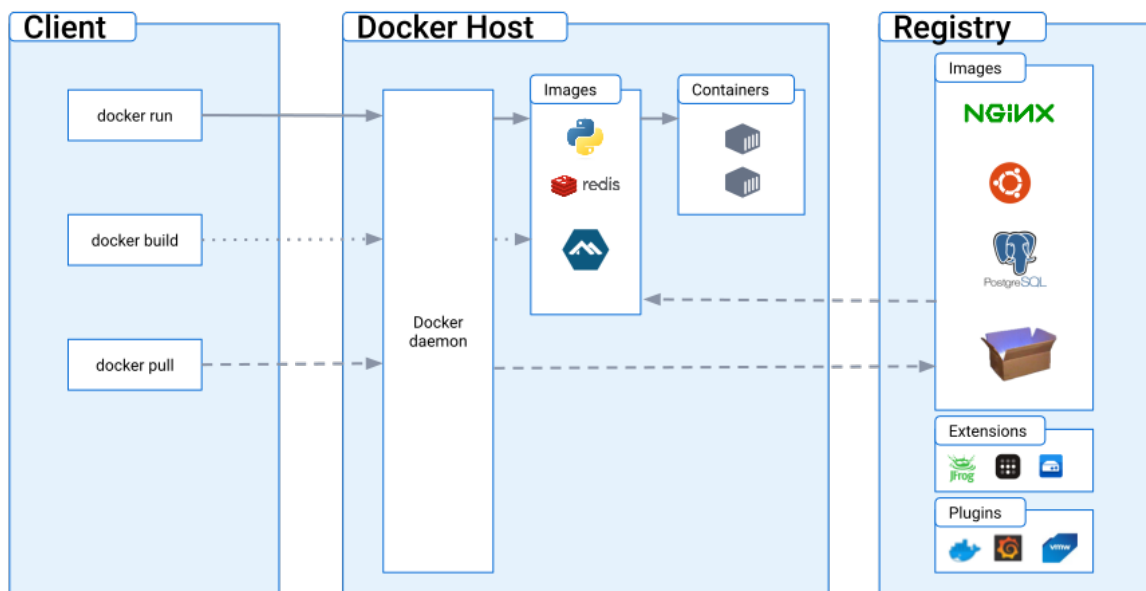 Client
docker run
docker build
docker pull
Docker Host
Docker
daemon
Images
redis
Containers
Registry
Images
NGINX
PostgreSQL
Extensions
JFrog
Plugins
vmw